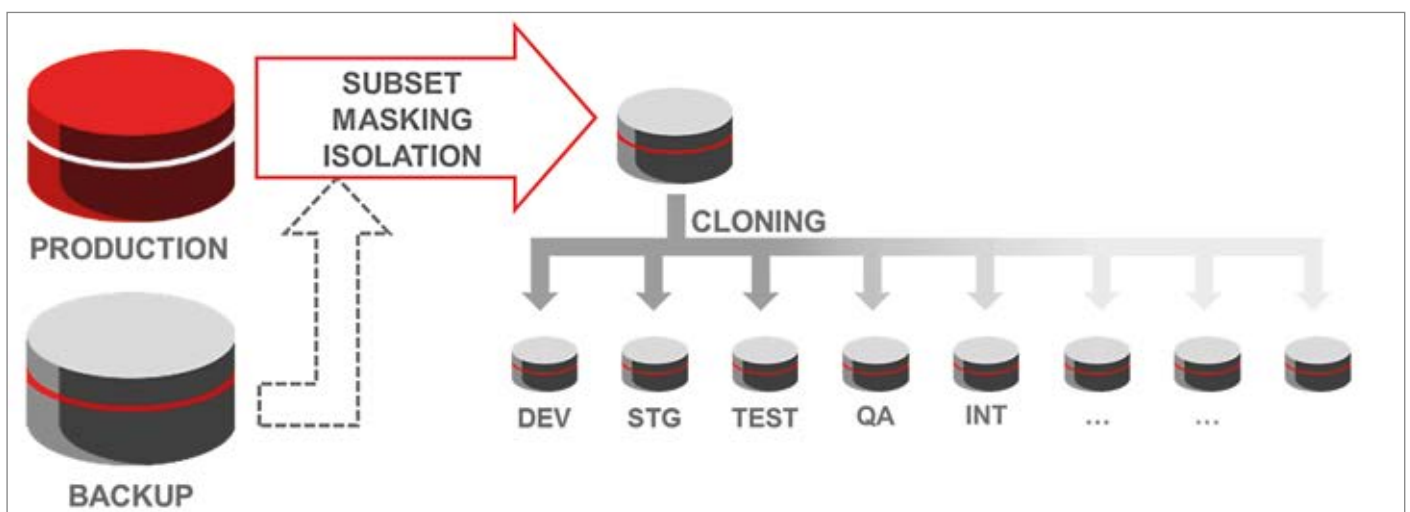 SUBSET
MASKING
ISOLATION
PRODUCTION
CLONING
DEV STG TEST QA INT ... ...
BACKUP